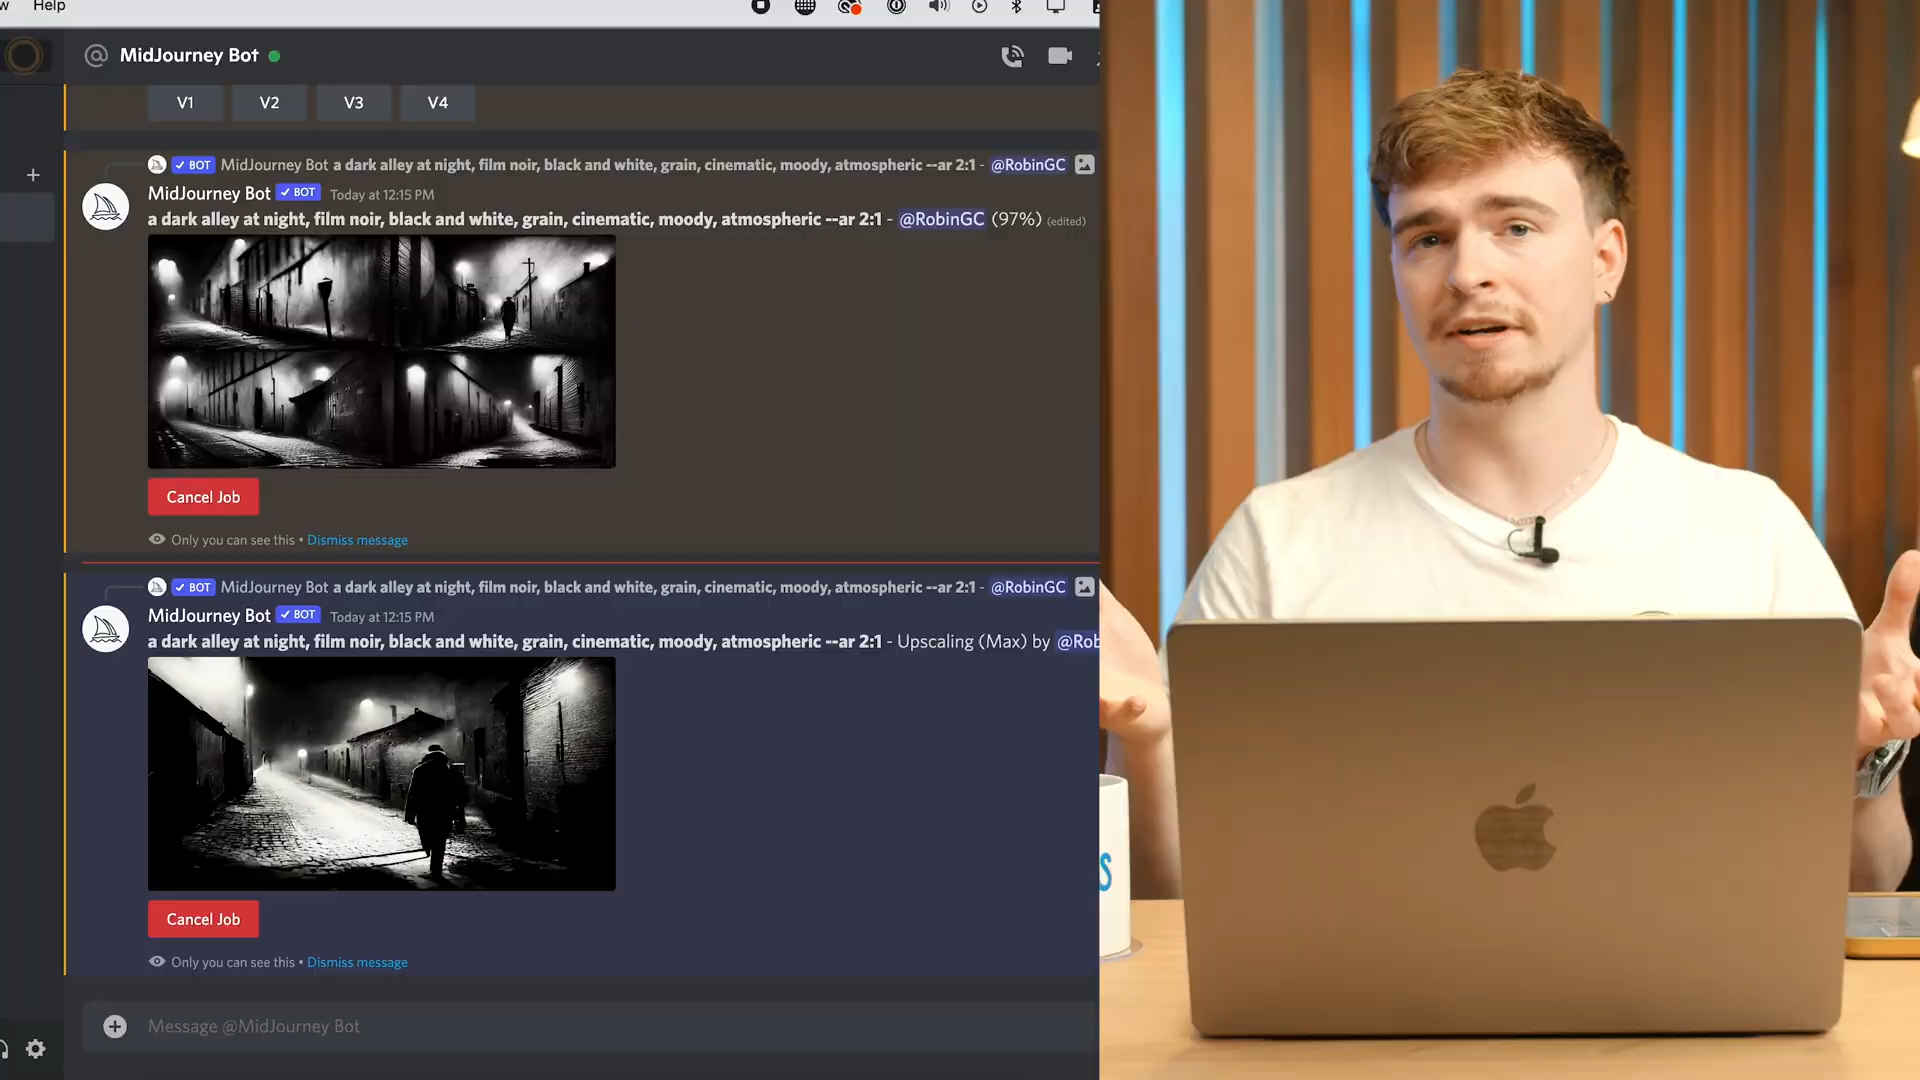 Help
MidJourney Bot
V1 V2 V3 V4
BOT MidJourney Bot a dark alley at night, film noir, black and white, grain, cinematic, moody, atmospheric --ar 2:1 - @RobinGC
MidJourney Bot BOT Today at 12:15 PM
a dark alley at night, film noir, black and white, grain, cinematic, moody, atmospheric --ar 2:1 - @RobinGC (97%) (edited)
Cancel Job
Only you can see this • Dismiss message
BOT MidJourney Bot a dark alley at night, film noir, black and white, grain, cinematic, moody, atmospheric --ar 2:1 - @RobinGC
MidJourney Bot BOT Today at 12:15 PM
a dark alley at night, film noir, black and white, grain, cinematic, moody, atmospheric --ar 2:1 - Upscaling (Max) by @Rob
Cancel Job
Only you can see this • Dismiss message
Message @MidJourney Bot